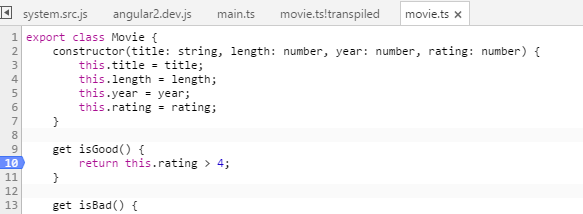 system.src.js angular2.dev.js main.ts movie.ts!transpiled movie.ts ×
1 export class Movie {
2     constructor(title: string, length: number, year: number, rating: number) {
3         this.title = title;
4         this.length = length;
5         this.year = year;
6         this.rating = rating;
7     }
8
9     get isGood() {
10         return this.rating > 4;
11     }
12
13     get isBad() {